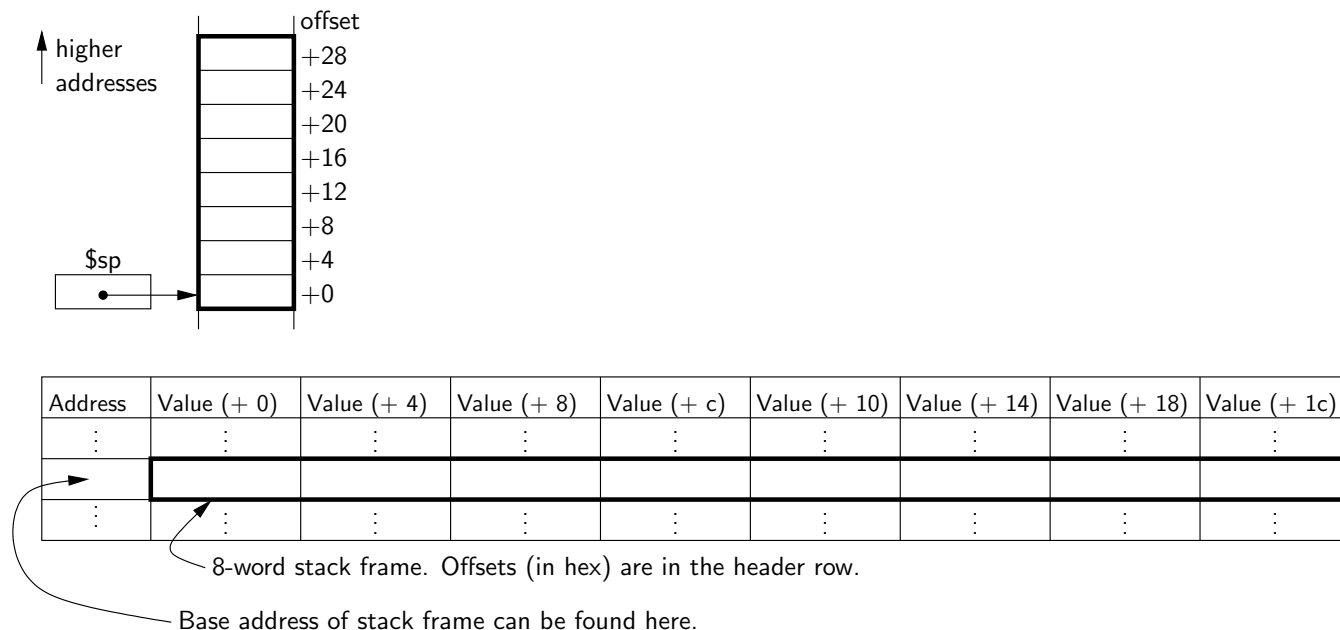 offset
higher
addresses
+28
+24
+20
+16
+12
+8
+4
+0
$sp
Address Value (+ 0) Value (+ 4) Value (+ 8) Value (+ c) Value (+ 10) Value (+ 14) Value (+ 18) Value (+ 1c)
8-word stack frame. Offsets (in hex) are in the header row.
Base address of stack frame can be found here.